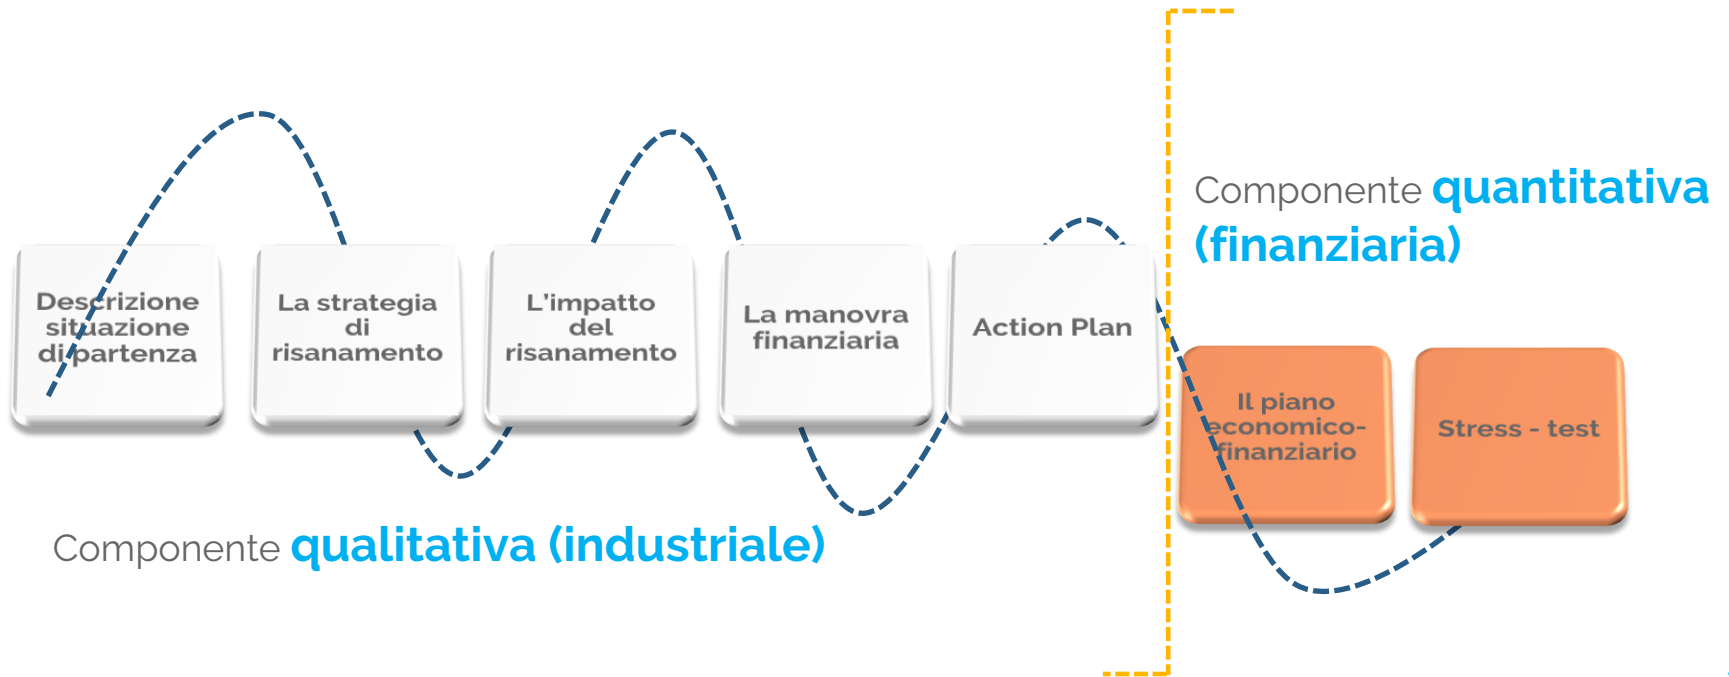 Descrizione
situazione
di partenza
La strategia
di
risanamento
L'impatto
del
risanamento
La manovra
finanziaria
Action Plan
Componente qualitativa (industriale)
Componente quantitativa
(finanziaria)
Il piano
economico-
finanziario
Stress - test